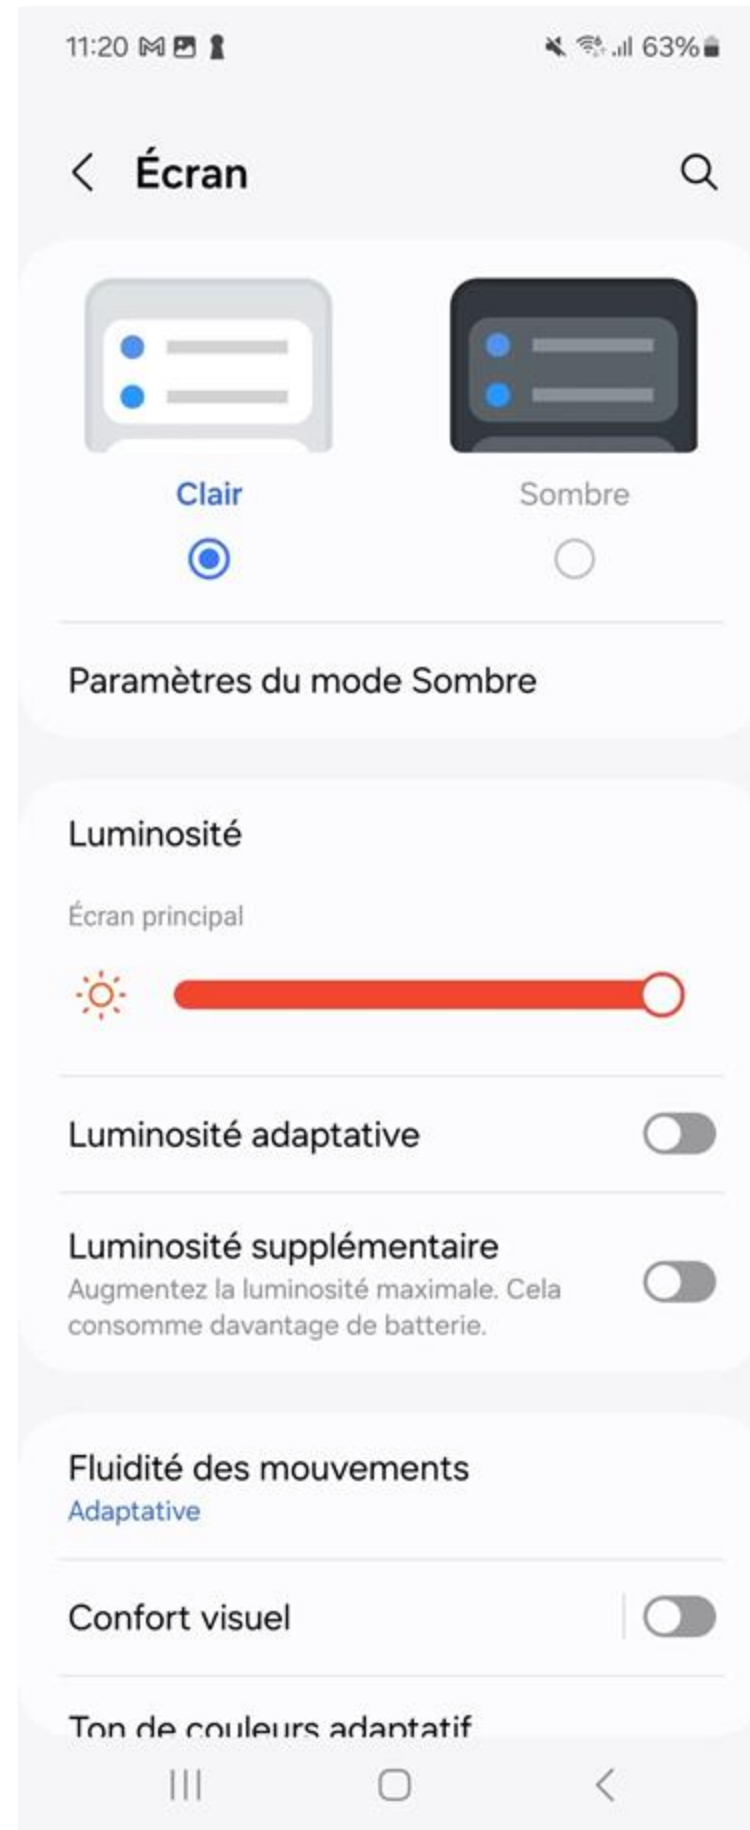 11:20 63%
Écran
Clair Sombre
Paramètres du mode Sombre
Luminosité
Écran principal
Luminosité adaptative
Luminosité supplémentaire
Augmentez la luminosité maximale. Cela
consomme davantage de batterie.
Fluidité des mouvements
Adaptative
Confort visuel
Ton de couleurs adaptatif